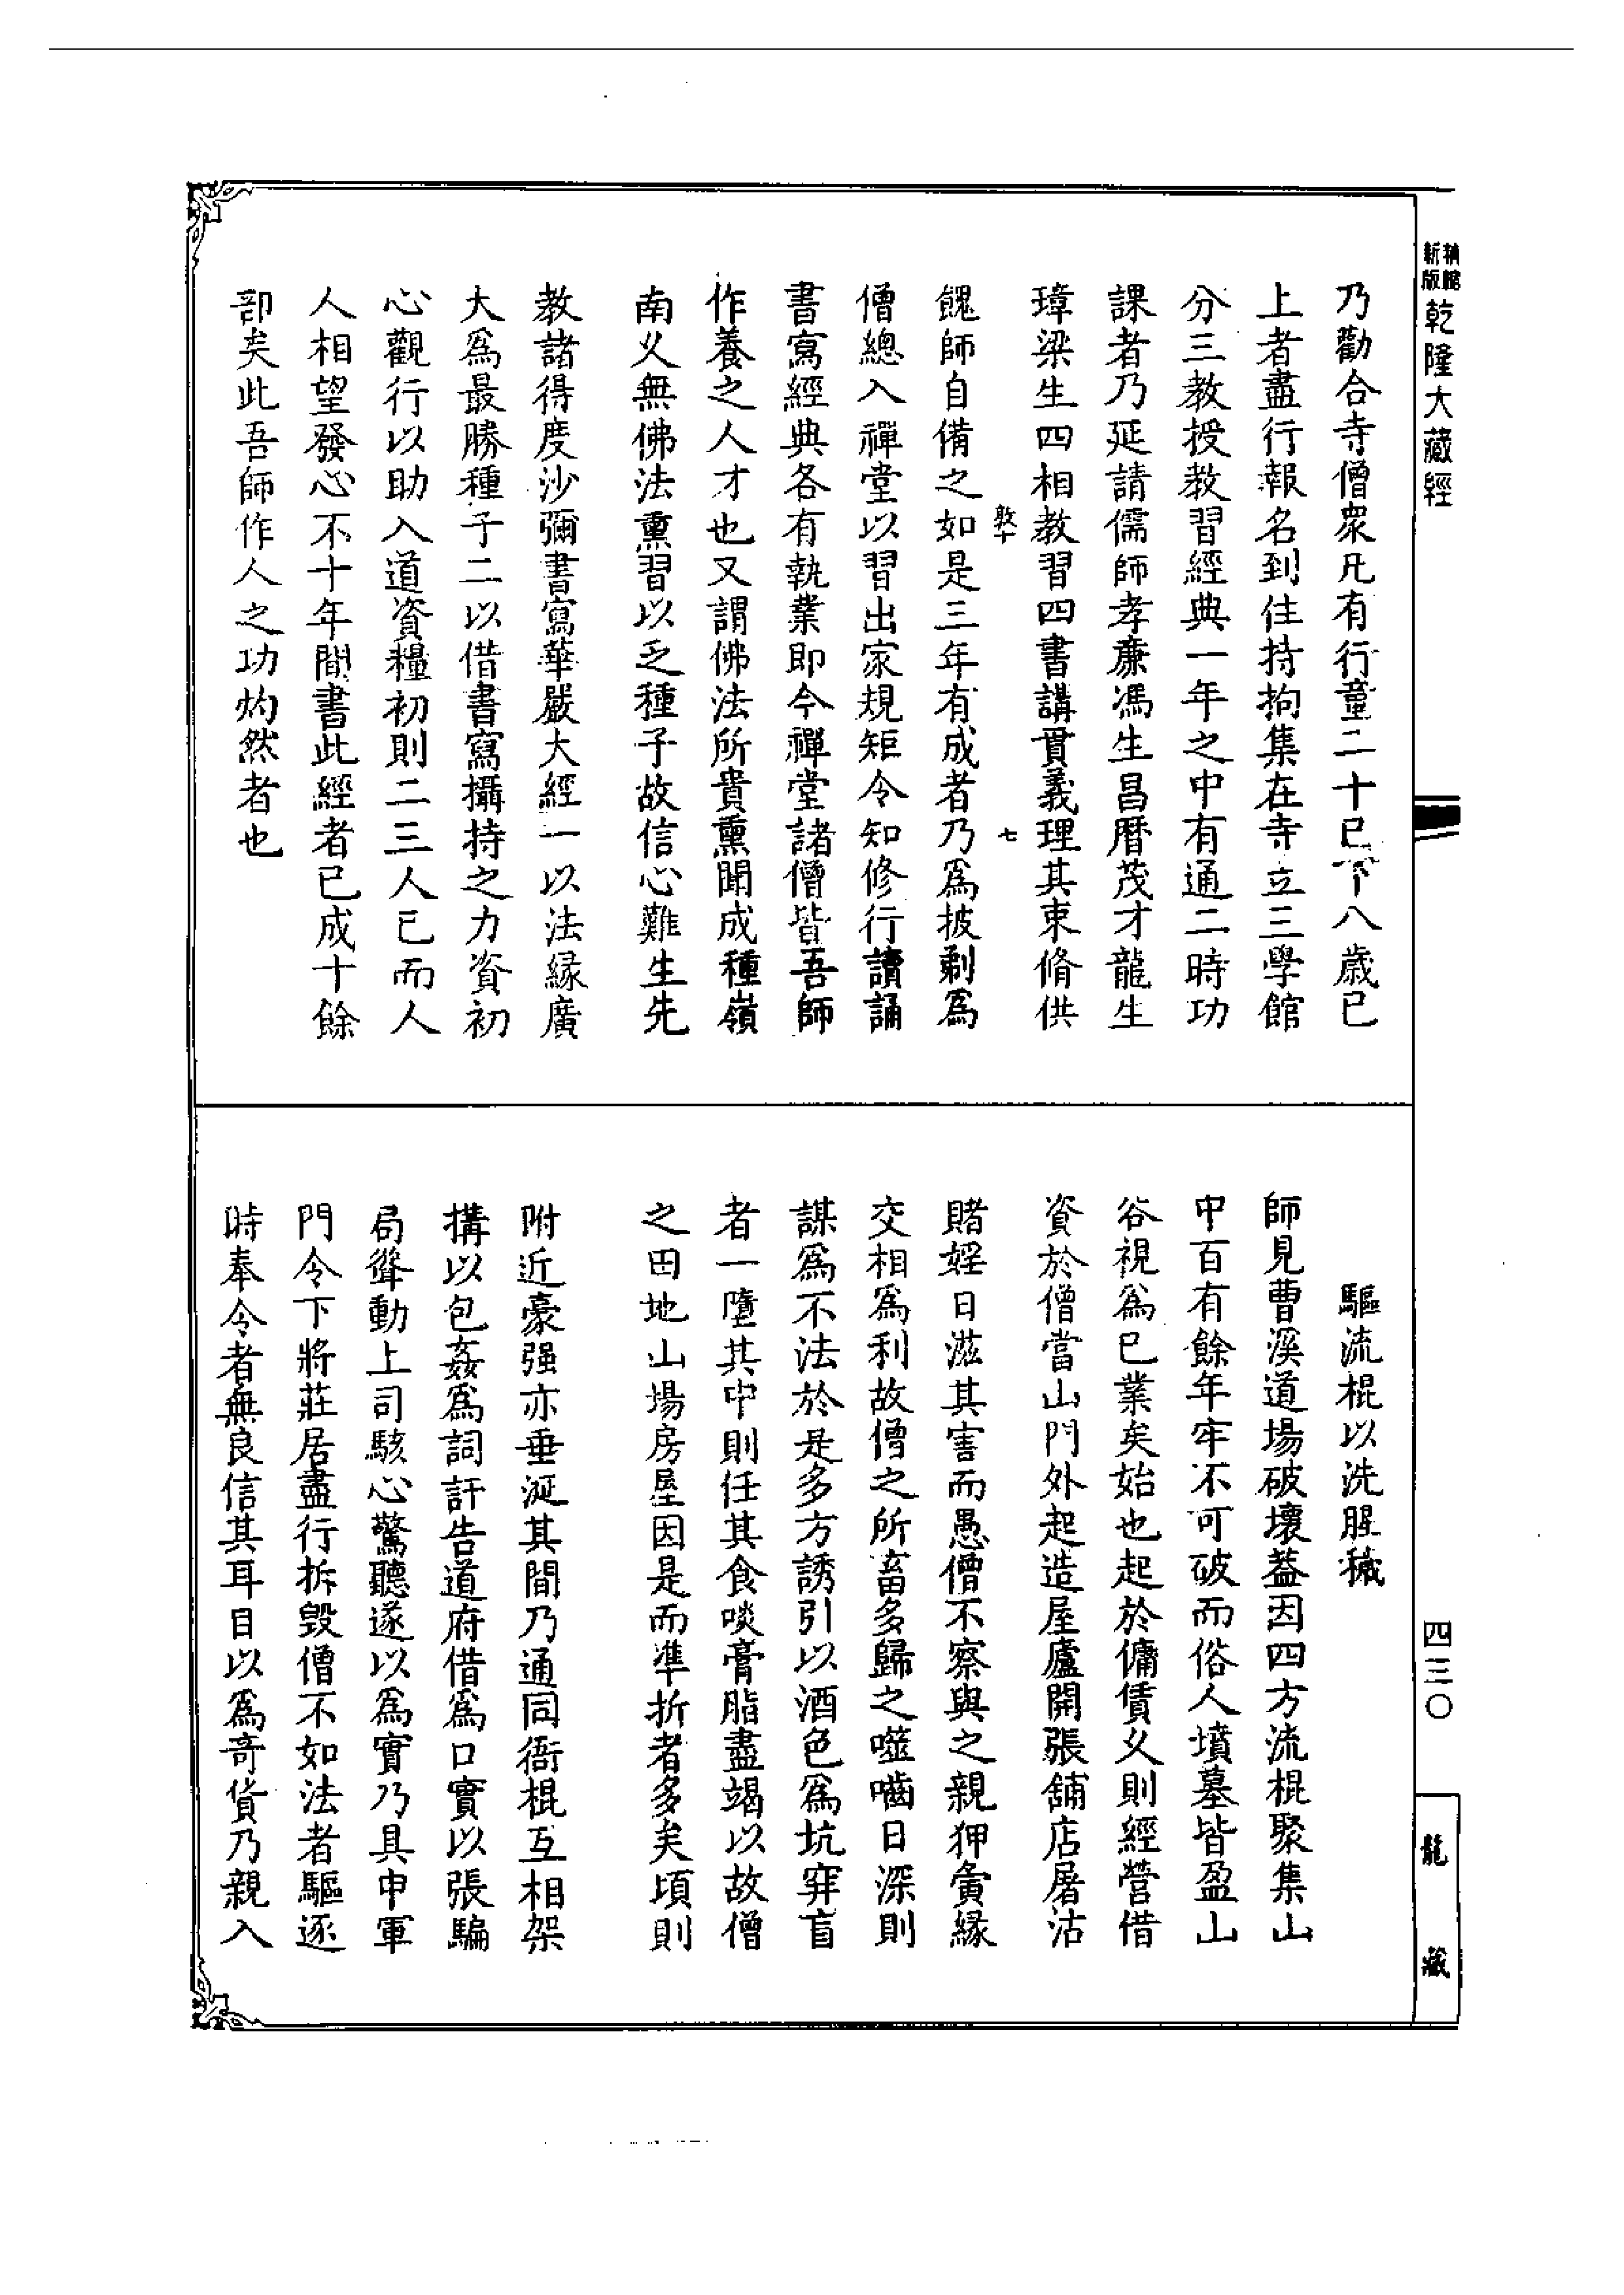 新版
精縮
乾隆大藏經
乃勸合寺僧衆凡有行童二十已下八歲已
上者盡行報名到住持拘集在寺立三學館
分三教授教習經典一年之中有通二時功
課者乃延請儒師孝廉馮生昌曆茂才龍生
璋梁生四相教習四書講貫義理其束脩供
敦十
七
餽師自備之如是三年有成者乃爲披剃爲
僧總入禪堂以習出家規矩令知修行讀誦
書寫經典各有執業即今禪堂諸僧皆吾師
作養之人才也又謂佛法所貴熏聞成種嶺
南乆無佛法熏習以乏種子故信心難生先
教諸得度沙彌書寫華嚴大經一以法緣廣
大爲最勝種子二以借書寫攝持之力資初
心觀行以助入道資糧初則二三人已而人
人相望發心不十年間書此經者已成十餘
部矣此吾師作人之功灼然者也
驅流棍以洗腥穢
師見曹溪道場破壞葢因四方流棍聚集山
中百有餘年牢不可破而俗人墳墓皆盈山
谷視爲已業矣始也起於傭賃乆則經營借
資於僧當山門外起造屋廬開張舖店屠沽
賭婬日滋其害而愚僧不察與之親狎夤緣
交相爲利故僧之所畜多歸之噬嚙日深則
謀爲不法於是多方誘引以酒色爲坑穽盲
者一墮其中則任其食啖膏脂盡竭以故僧
之田地山場房屋因是而準折者多矣頃則
附近豪强亦垂涎其間乃通同衙棍互相架
搆以包姦爲詞訐告道府借爲口實以張騙
局聳動上司駭心驚聽遂以爲實乃具申軍
門令下將莊居盡行拆毀僧不如法者驅逐
時奉令者無良信其耳目以爲奇貨乃親入
四三〇
龍藏